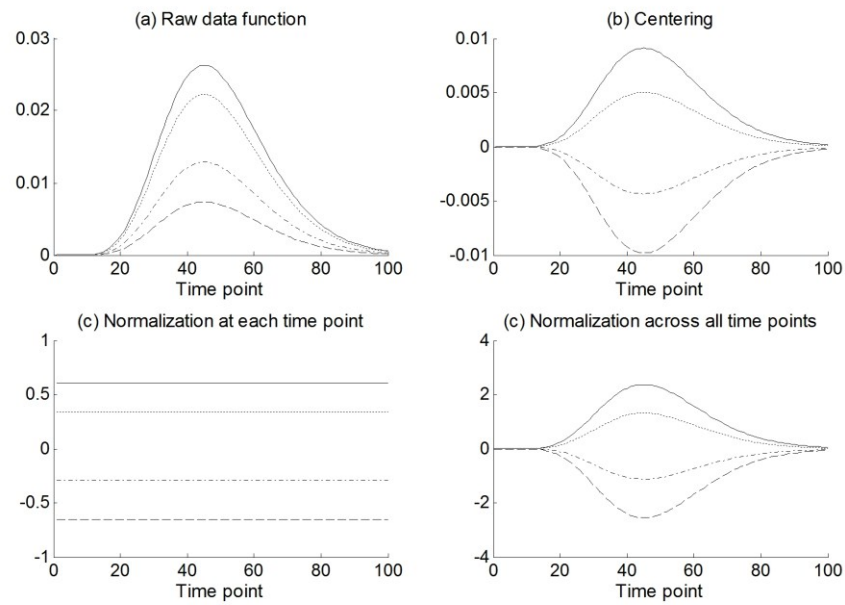 (a) Raw data function
0.03
0.02
0.01
0
0 20 40 60 80 100
Time point
(b) Centering
0.01
0.005
0
-0.005
-0.01
0 20 40 60 80 100
Time point
(c) Normalization at each time point
1
0.5
0
-0.5
-1
0 20 40 60 80 100
Time point
(c) Normalization across all time points
4
2
0
-2
-4
0 20 40 60 80 100
Time point